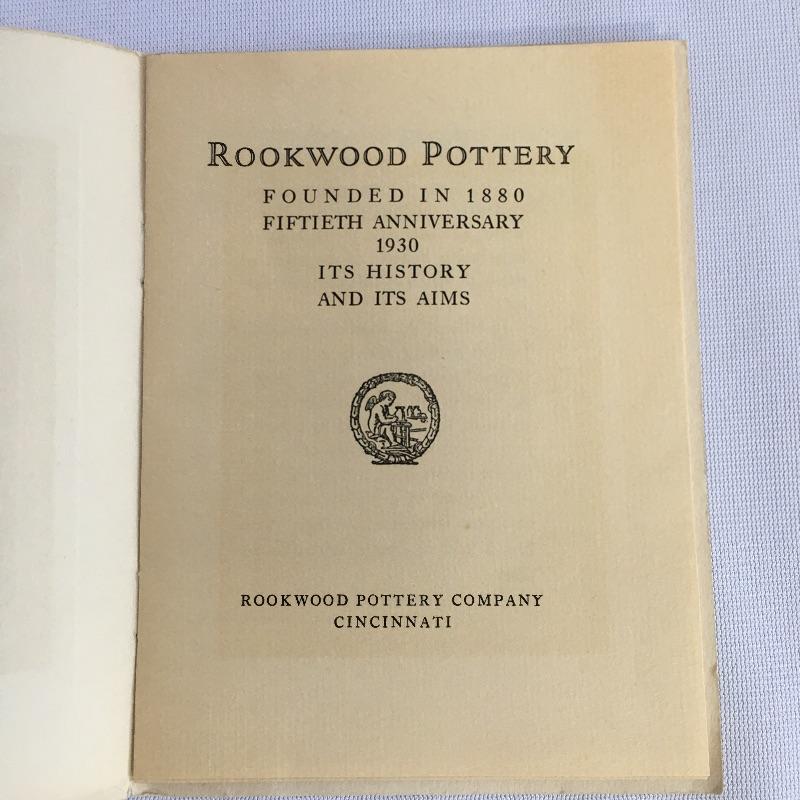 ROOKWOOD POTTERY
FOUNDED IN 1880
FIFTIETH ANNIVERSARY
1930
ITS HISTORY
AND ITS AIMS
ROOKWOOD POTTERY COMPANY
CINCINNATI